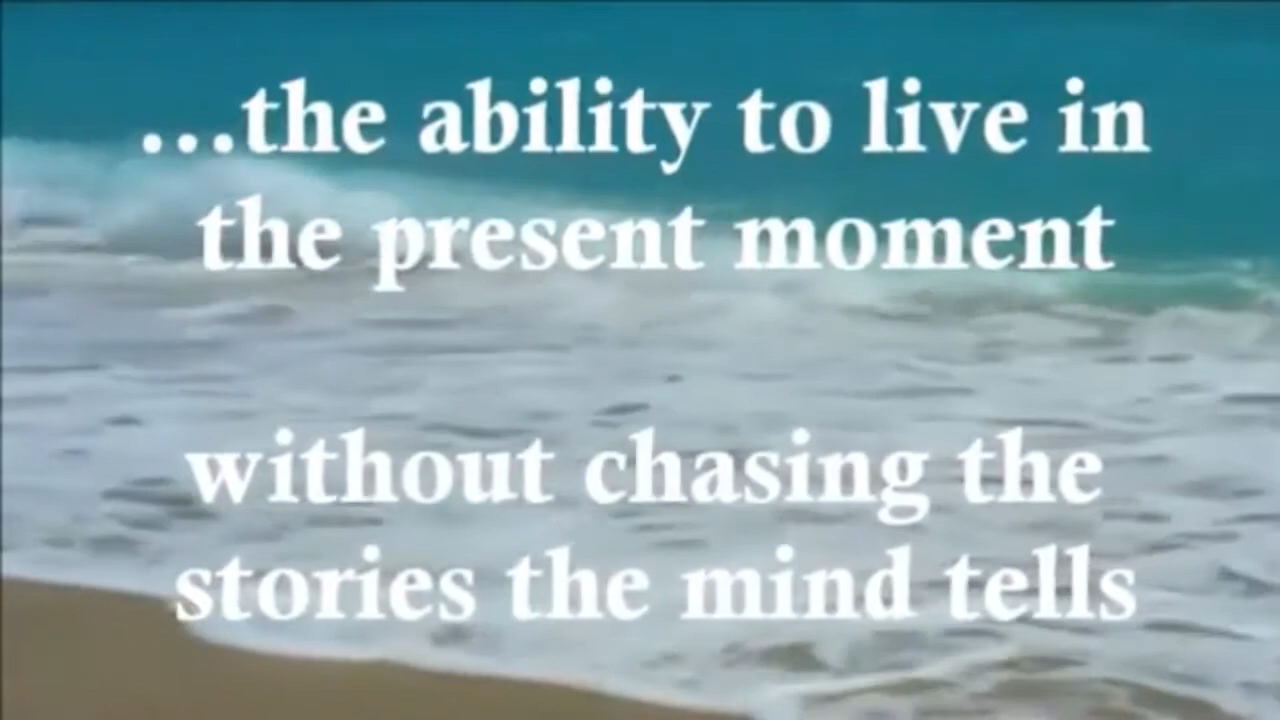 ...the ability to live in
the present moment
without chasing the
stories the mind tells